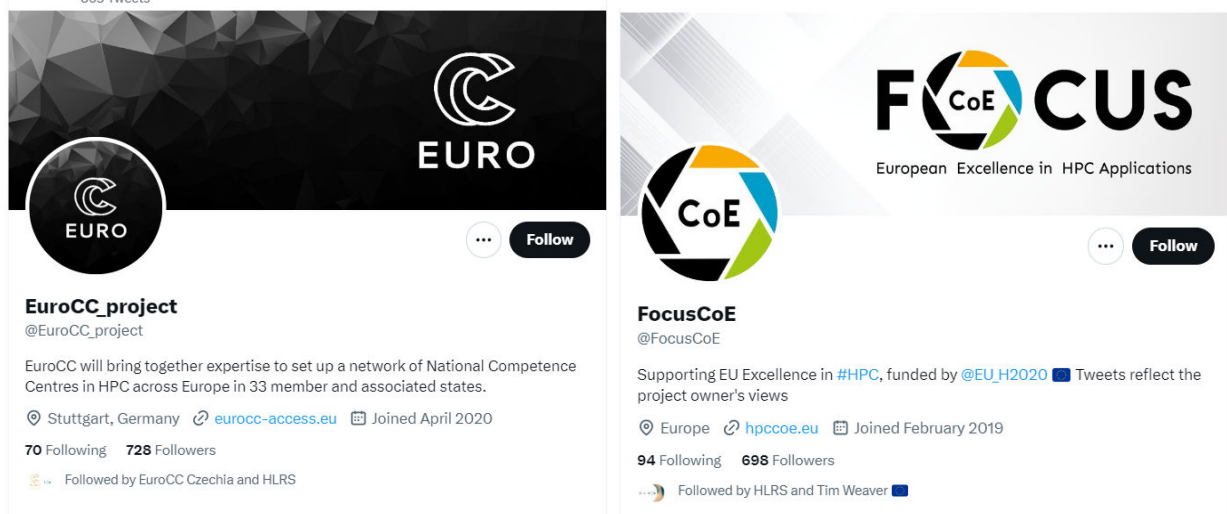 EURO
EURO
Follow
EuroCC_project
@EuroCC_project
EuroCC will bring together expertise to set up a network of National Competence
Centres in HPC across Europe in 33 member and associated states.
Stuttgart, Germany eurocc-access.eu Joined April 2020
70 Following 728 Followers
Followed by EuroCC Czechia and HLRS
FOCUS
CoE
European Excellence in HPC Applications
CoE
Follow
FocusCoE
@FocusCoE
Supporting EU Excellence in #HPC, funded by @EU_H2020 🇪🇺 Tweets reflect the
project owner's views
Europe hpccoe.eu Joined February 2019
94 Following 698 Followers
Followed by HLRS and Tim Weaver 🇪🇺